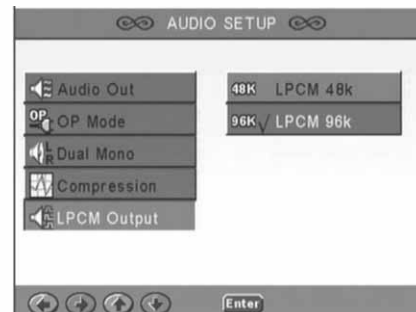 AUDIO SETUP
Audio Out
OP OP Mode
L R Dual Mono
Compression
LPCM Output
48K LPCM 48k
96K √ LPCM 96k
Enter